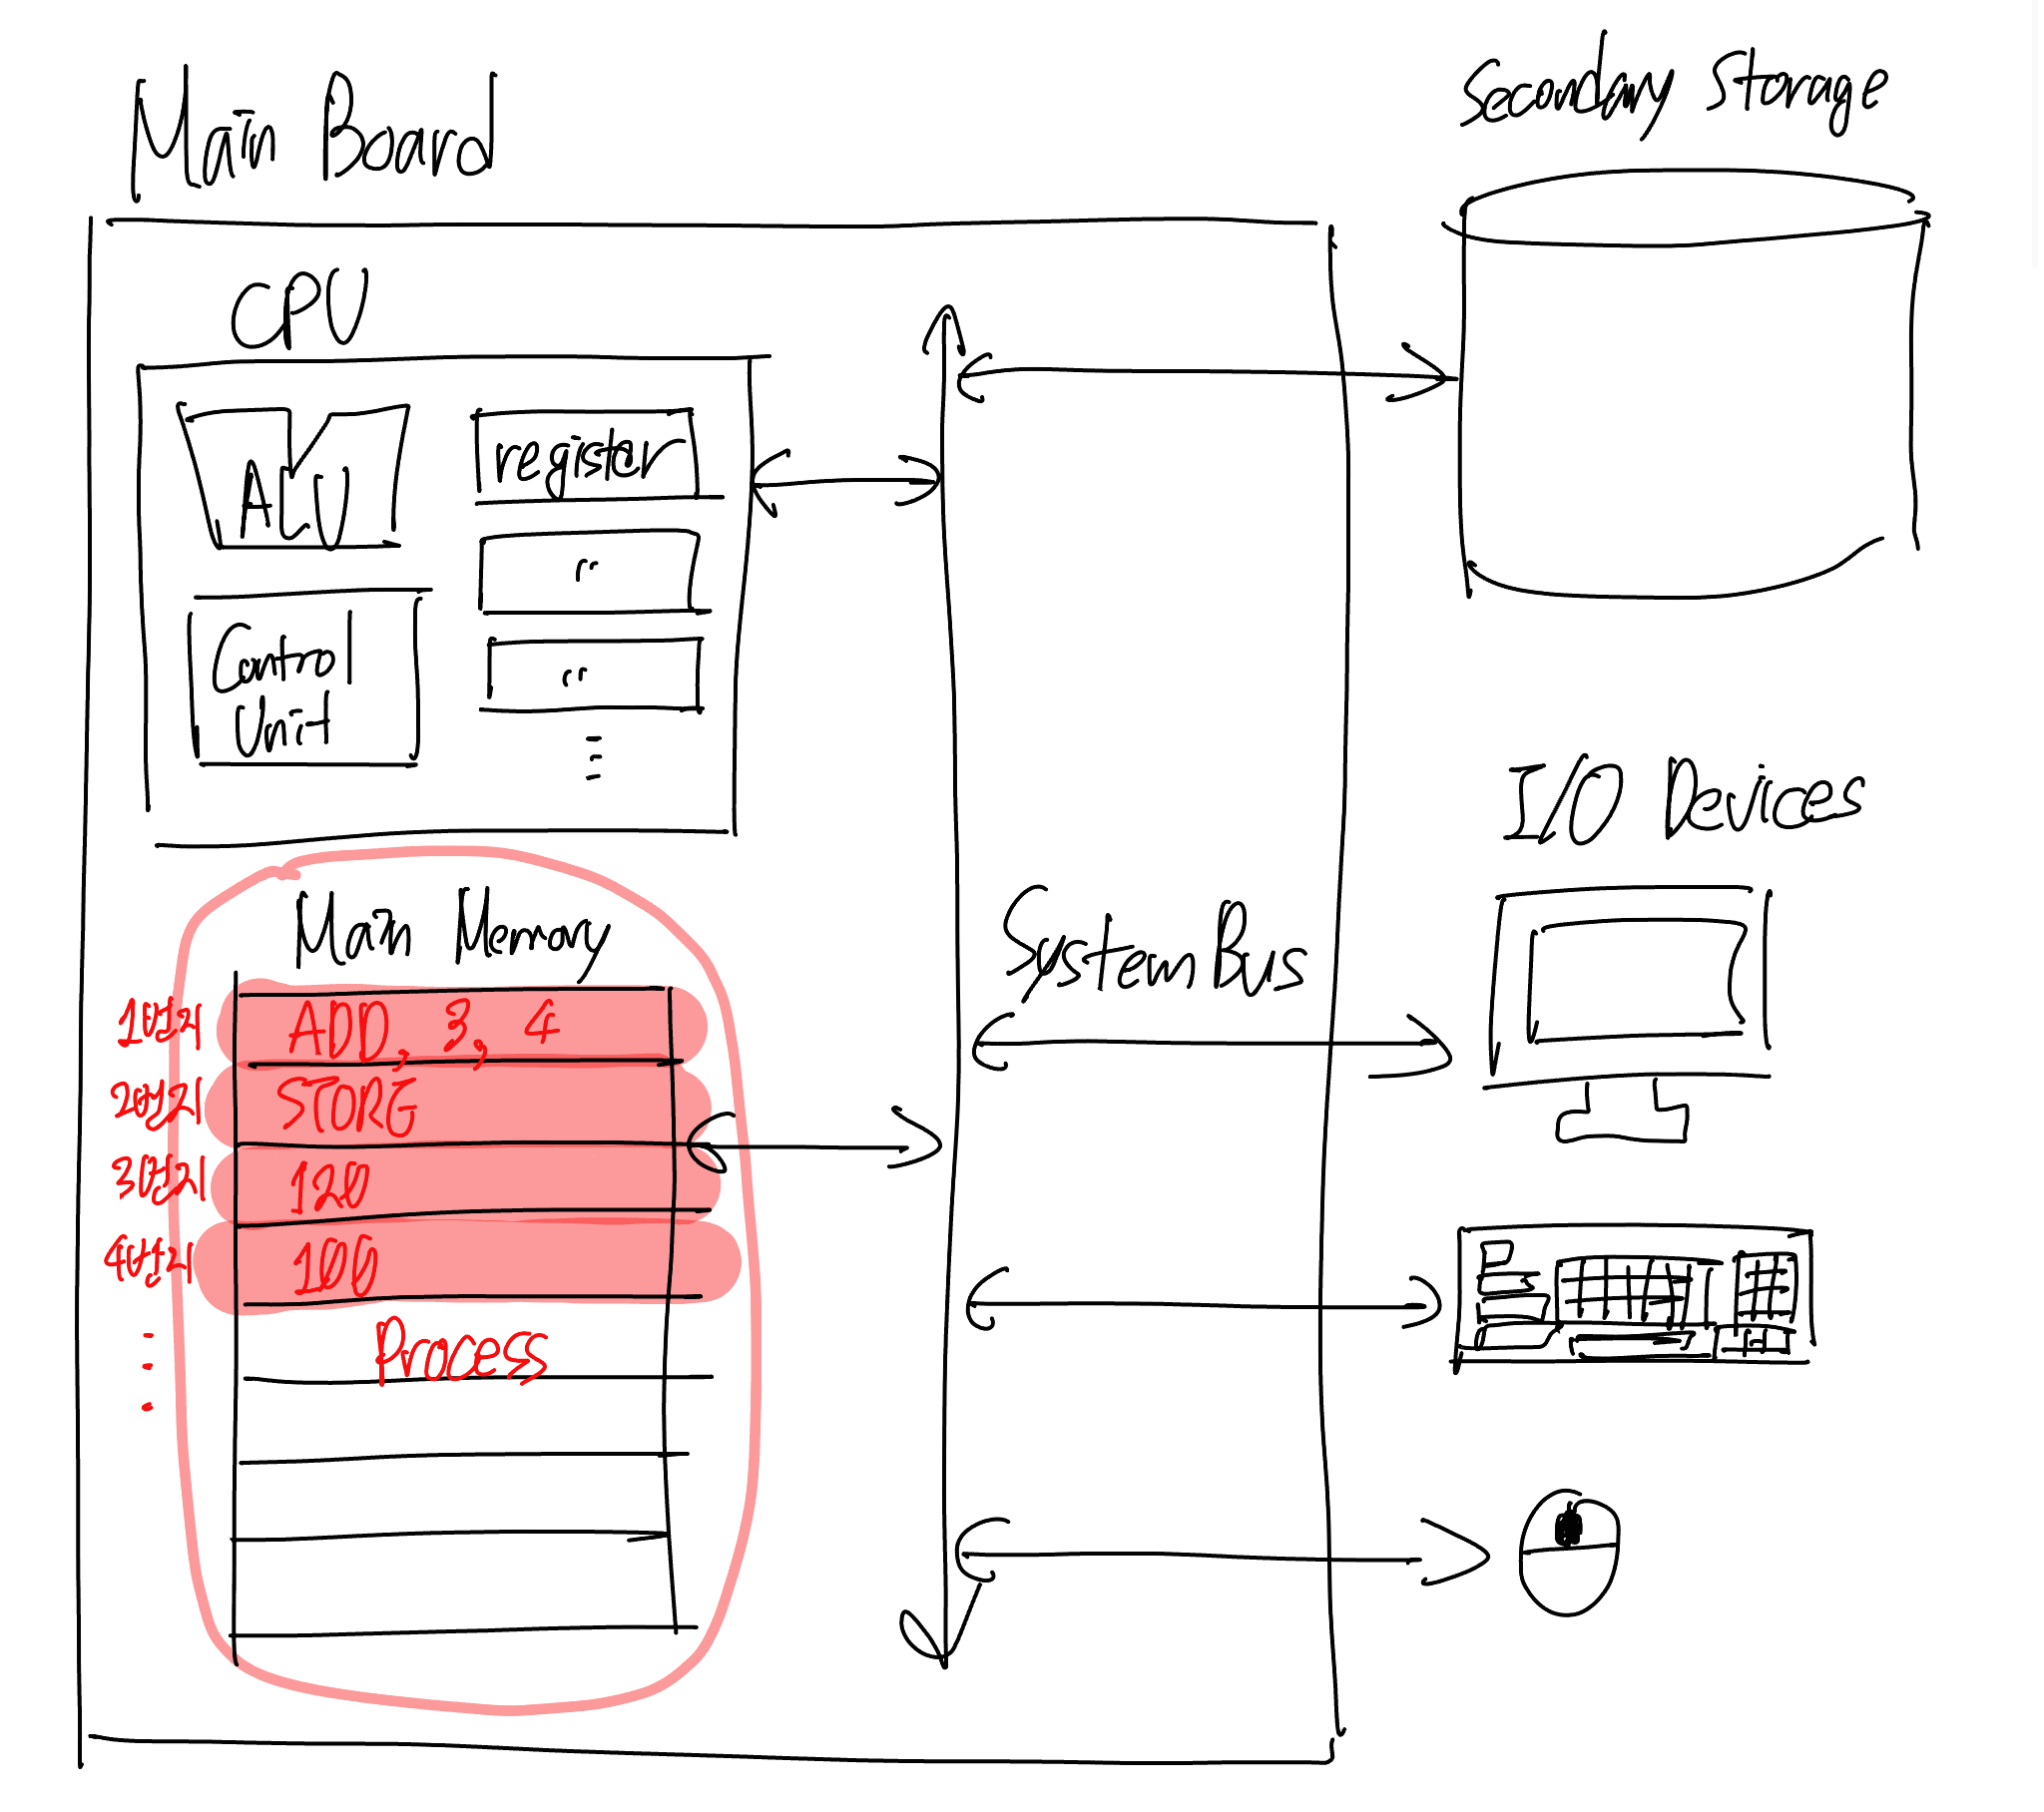 Main Board
Secondary Storage
CPU
ALU
register
"
"
Control
Unit
I/O Devices
Main Memory
System Bus
1번지 ADD, 3, 4
2번지 STORE
3번지 120
4번지 100
Process